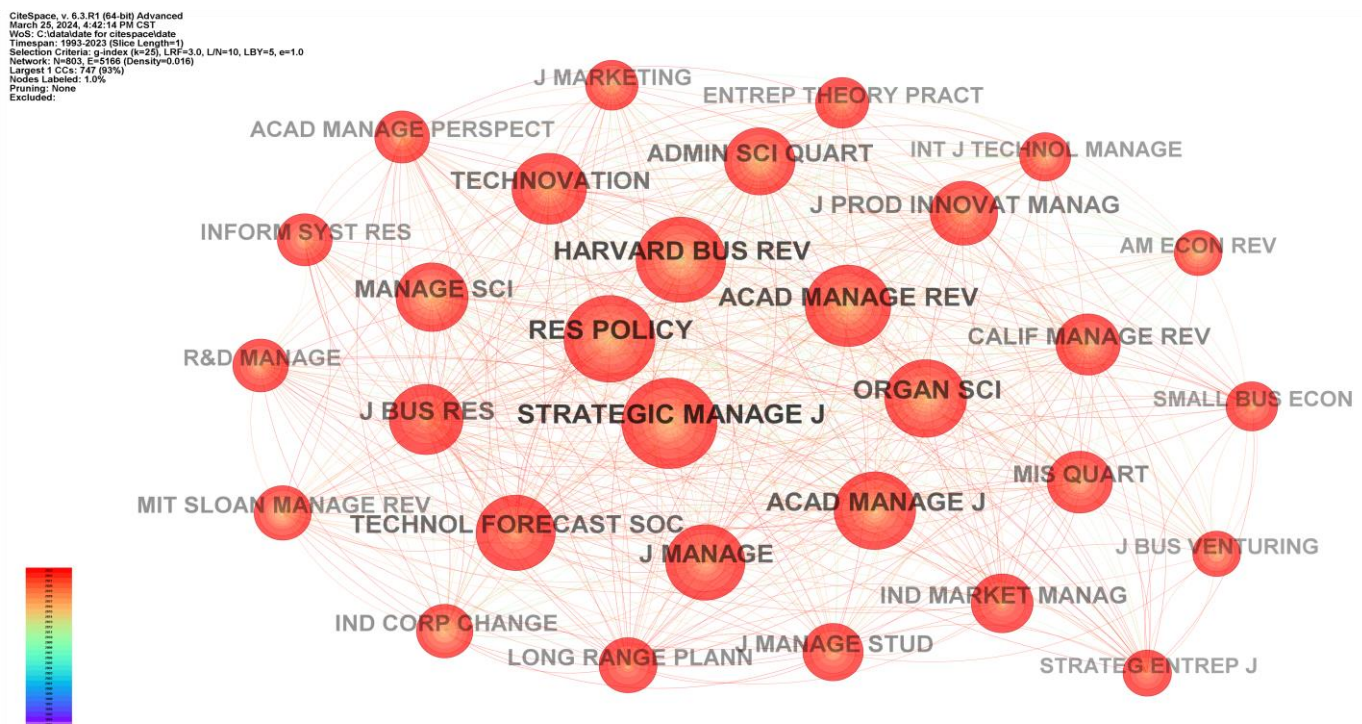 CiteSpace, v. 6.3.R1 (64-bit) Advanced
March 25, 2024, 4:42:14 PM CST
WoS: C:\data\date for citespace\date
Timespan: 1993-2023 (Slice Length=1)
Selection Criteria: g-index (k=25), LRF=3.0, L/N=10, LBY=5, e=1.0
Network: N=803, E=5166 (Density=0.016)
Largest 1 CCs: 747 (93%)
Nodes Labeled: 1.0%
Pruning: None
Excluded:
J MARKETING
ENTREP THEORY PRACT
ACAD MANAGE PERSPECT
ADMIN SCI QUART
INT J TECHNOL MANAGE
TECHNOVATION
J PROD INNOVAT MANAG
INFORM SYST RES
AM ECON REV
HARVARD BUS REV
MANAGE SCI
ACAD MANAGE REV
RES POLICY
CALIF MANAGE REV
R&D MANAGE
ORGAN SCI
SMALL BUS ECON
J BUS RES
STRATEGIC MANAGE J
MIS QUART
MIT SLOAN MANAGE REV
ACAD MANAGE J
TECHNOL FORECAST SOC
J MANAGE
J BUS VENTURING
IND MARKET MANAG
IND CORP CHANGE
J MANAGE STUD
LONG RANGE PLANN
STRATEG ENTREP J